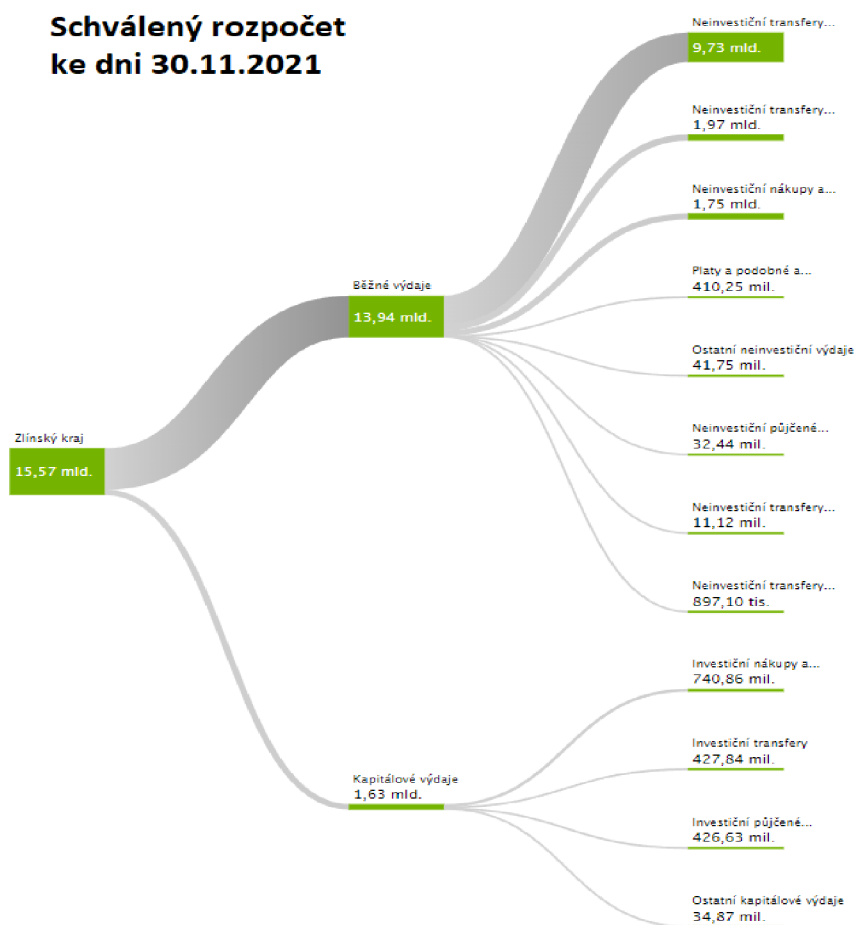 Schválený rozpočet
ke dni 30.11.2021
Neinvestiční transfery...
9,73 mld.
Neinvestiční transfery...
1,97 mld.
Neinvestiční nákupy a...
1,75 mld.
Platy a podobné a...
410,25 mil.
Běžné výdaje
13,94 mld.
Ostatní neinvestiční výdaje
41,75 mil.
Neinvestiční půjčené...
32,44 mil.
Zlínský kraj
15,57 mld.
Neinvestiční transfery...
11,12 mil.
Neinvestiční transfery...
897,10 tis.
Investiční nákupy a...
740,86 mil.
Investiční transfery
427,84 mil.
Kapitálové výdaje
1,63 mld.
Investiční půjčené...
426,63 mil.
Ostatní kapitálové výdaje
34,87 mil.